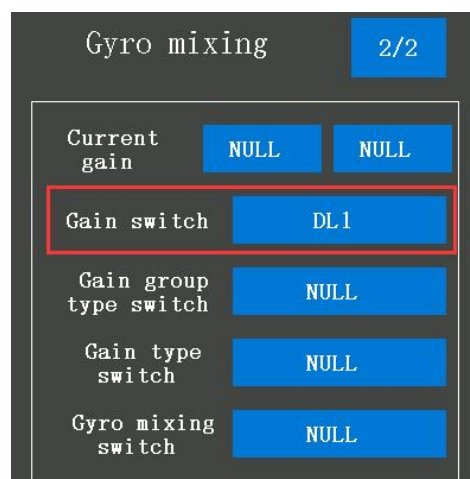 Gyro mixing 2/2
Current
gain NULL NULL
Gain switch DL1
Gain group
type switch NULL
Gain type
switch NULL
Gyro mixing
switch NULL